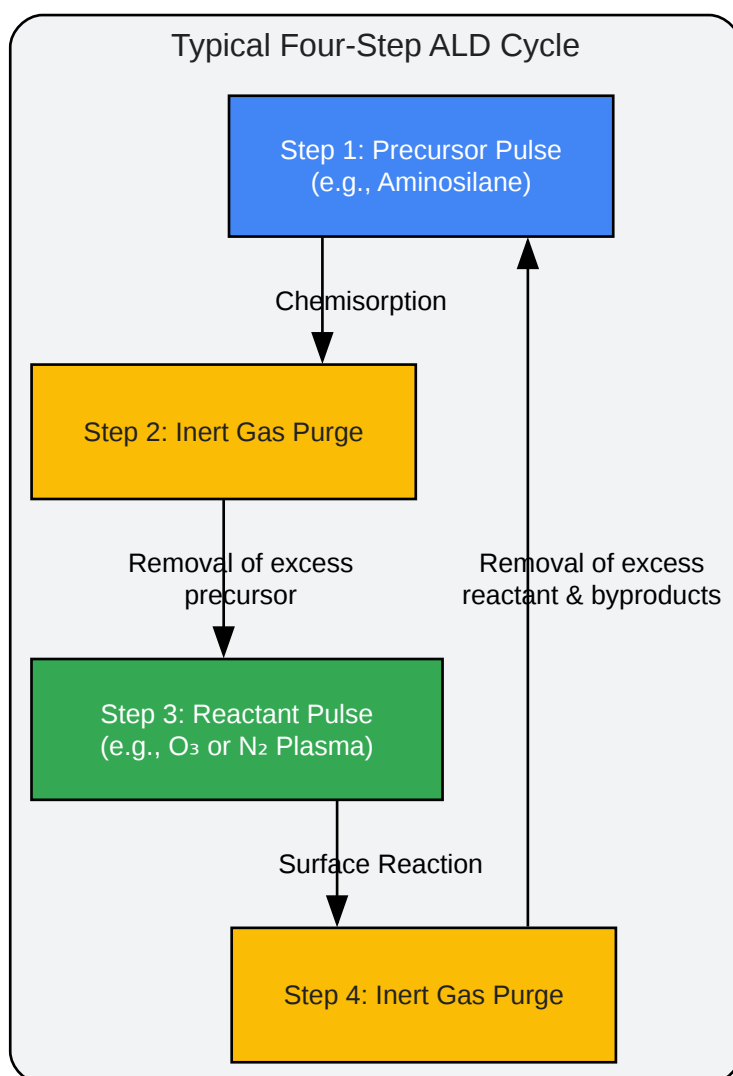 Typical Four-Step ALD Cycle
Step 1: Precursor Pulse
(e.g., Aminosilane)
Chemisorption
Step 2: Inert Gas Purge
Removal of excess
precursor
Removal of excess
reactant & byproducts
Step 3: Reactant Pulse
(e.g., O₃ or N₂ Plasma)
Surface Reaction
Step 4: Inert Gas Purge